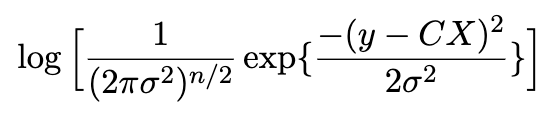 log [ 1/(2πσ²)^{n/2} exp{ −(y − CX)²/2σ² } ]